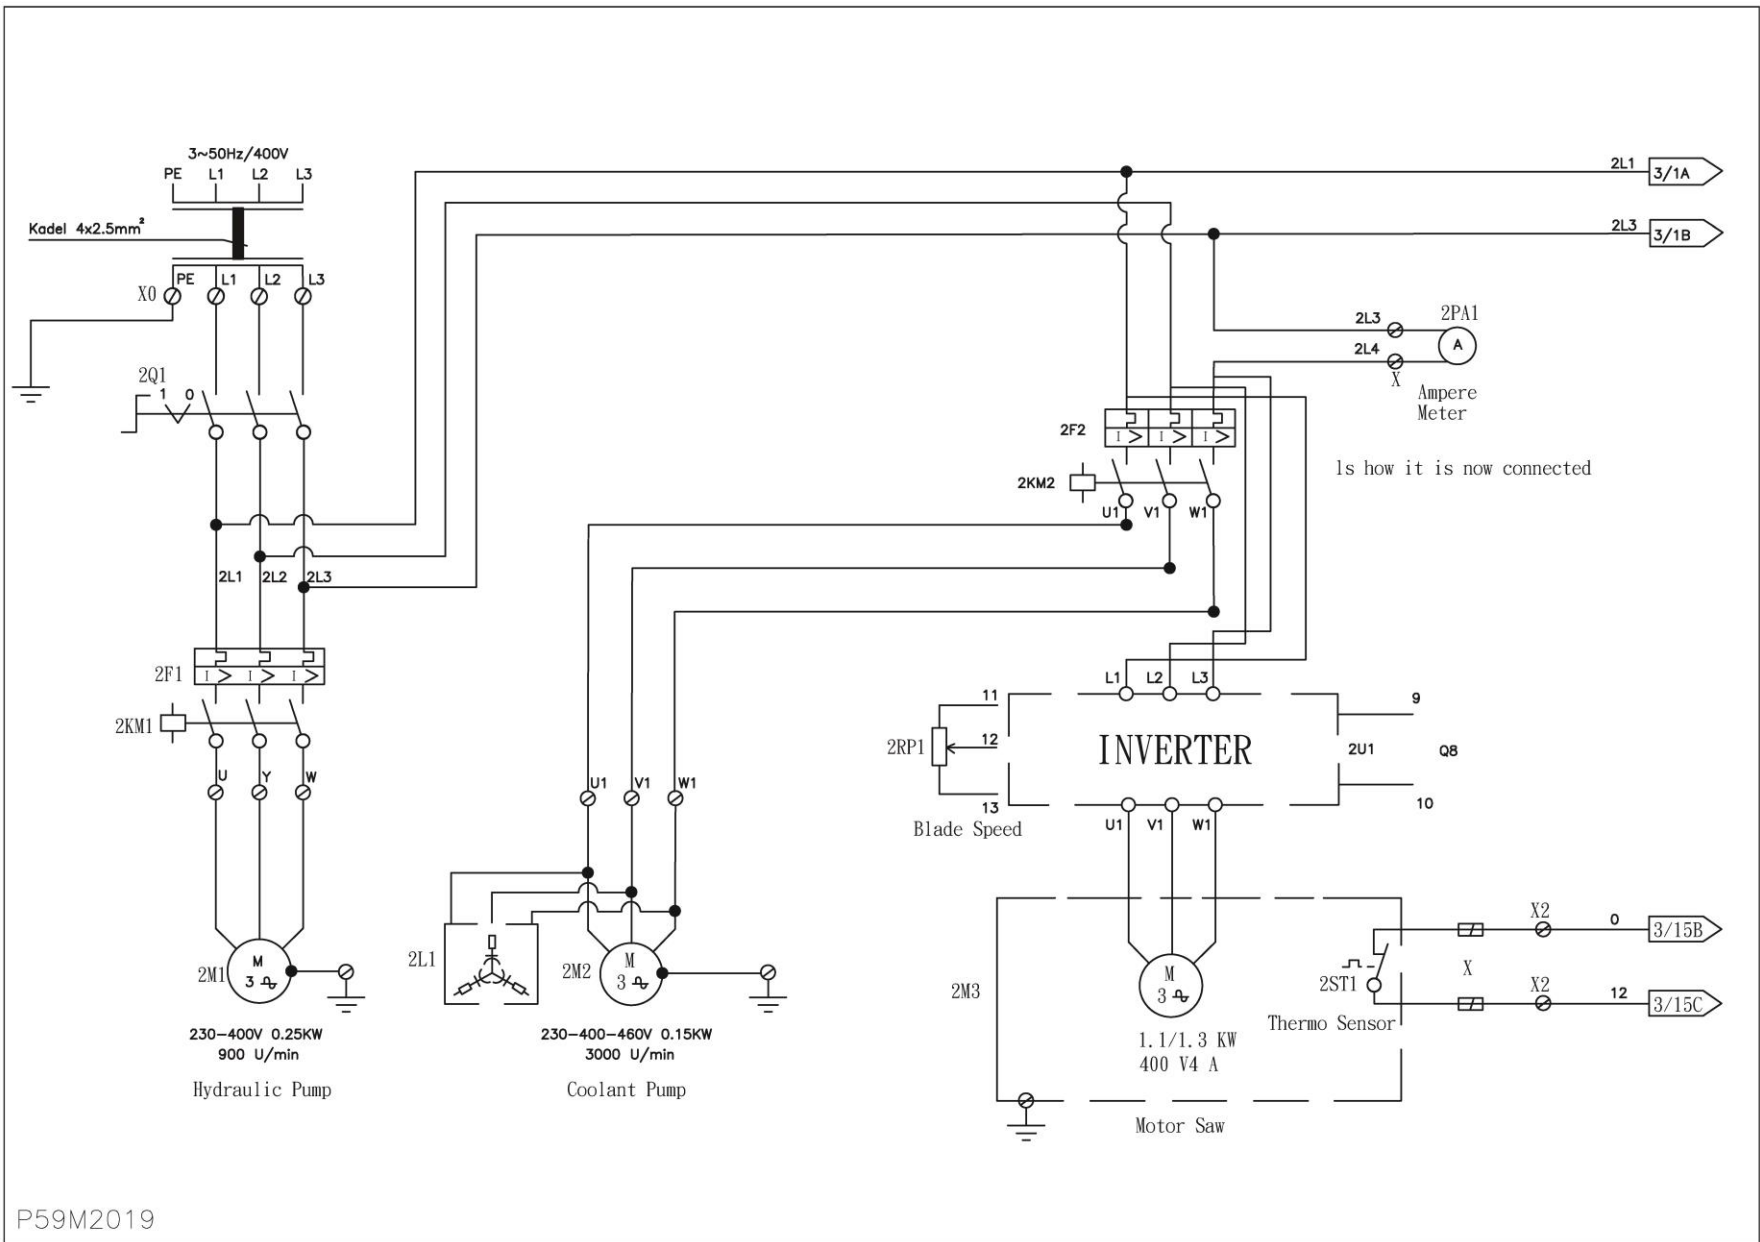 3~50Hz/400V
PE L1 L2 L3
Kadel 4x2.5mm²
X0 PE L1 L2 L3
2Q1
1 0
2L1 2L2 2L3
2F1
I > I > I >
2KM1
U Y W
2M1
M
3
230-400V 0.25KW
900 U/min
Hydraulic Pump
2L1 3/1A
2L3 3/1B
2L3
2L4
2PA1
A
X
Ampere
Meter
ls how it is now connected
2F2
I > I > I >
2KM2
U1 V1 W1
U1 V1 W1
2L1
2M2
M
3
230-400-460V 0.15KW
3000 U/min
Coolant Pump
L1 L2 L3
11
12
13
2RP1
Blade Speed
INVERTER
2U1
9
Q8
10
U1 V1 W1
2M3
M
3
1.1/1.3 KW
400 V4 A
Motor Saw
2ST1
Thermo Sensor
X
X2 0 3/15B
X2 12 3/15C
P59M2019